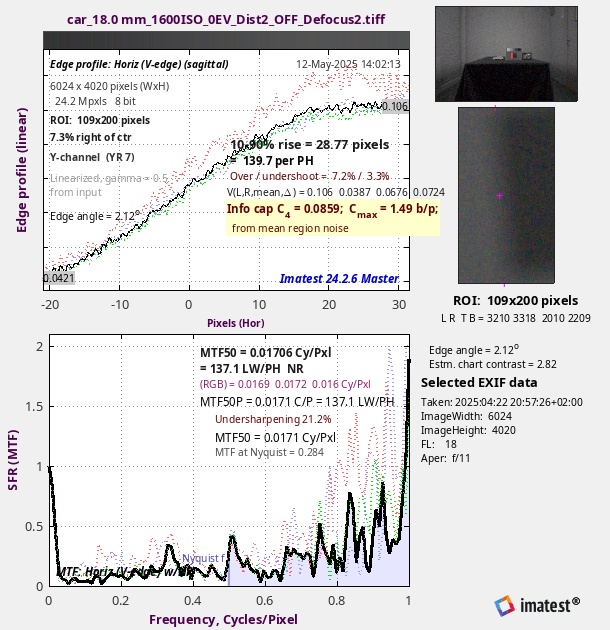 car_18.0 mm_1600ISO_0EV_Dist2_OFF_Defocus2.tiff
Edge profile: Horiz (V-edge) (sagittal)
12-May-2025 14:02:13
6024 x 4020 pixels (WxH)
24.2 Mpxls 8 bit
ROI: 109x200 pixels
7.3% right of ctr
Y-channel (YR 7)
Linearized, gamma = 0.5
from input
Edge angle = 2.12o
0.106
10-90% rise = 28.77 pixels
= 139.7 per PH
Over / undershoot = 7.2% / 3.3%
V(L,R,mean,Δ) = 0.106 0.0387 0.0676 0.0724
Info cap C4 = 0.0859; Cmax = 1.49 b/p;
from mean region noise
0.0421
Imatest 24.2.6 Master
Edge profile (linear)
-20 -10 0 10 20 30
Pixels (Hor)
ROI: 109x200 pixels
L R T B = 3210 3318 2010 2209
Edge angle = 2.12o
Estm. chart contrast = 2.82
Selected EXIF data
Taken: 2025:04:22 20:57:26+02:00
ImageWidth: 6024
ImageHeight: 4020
FL: 18
Aper: f/11
MTF50 = 0.01706 Cy/Pxl
= 137.1 LW/PH NR
(RGB) = 0.0169 0.0172 0.016 Cy/Pxl
MTF50P = 0.0171 C/P = 137.1 LW/PH
Undersharpening 21.2%
MTF50 = 0.0171 Cy/Pxl
MTF at Nyquist = 0.284
SFR (MTF)
2
1.5
1
0.5
0
Nyquist f
MTF: Horiz (V-edge) w/
0 0.2 0.4 0.6 0.8 1
Frequency, Cycles/Pixel
imatest®